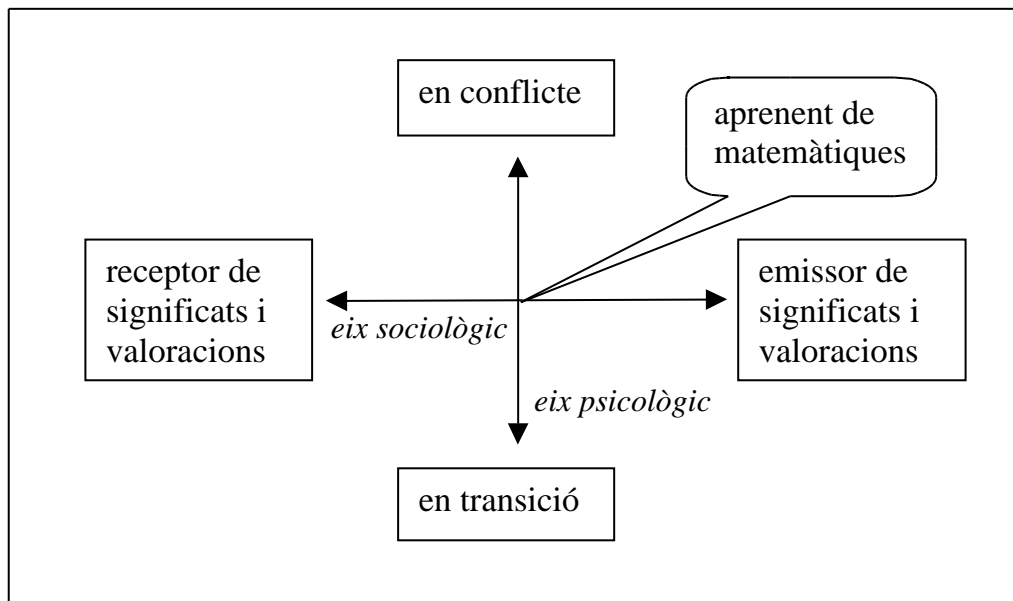 en conflicte
aprenent de
matemàtiques
receptor de
significats i
valoracions
emissor de
significats i
valoracions
eix sociològic
eix psicològic
en transició